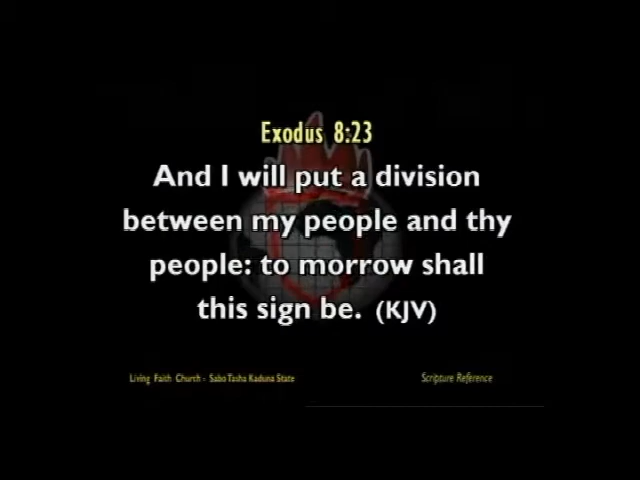 Exodus 8:23
And I will put a division
between my people and thy
people: to morrow shall
this sign be. (KJV)
Living Faith Church - Sabo Tasha Kaduna State
Scripture Reference